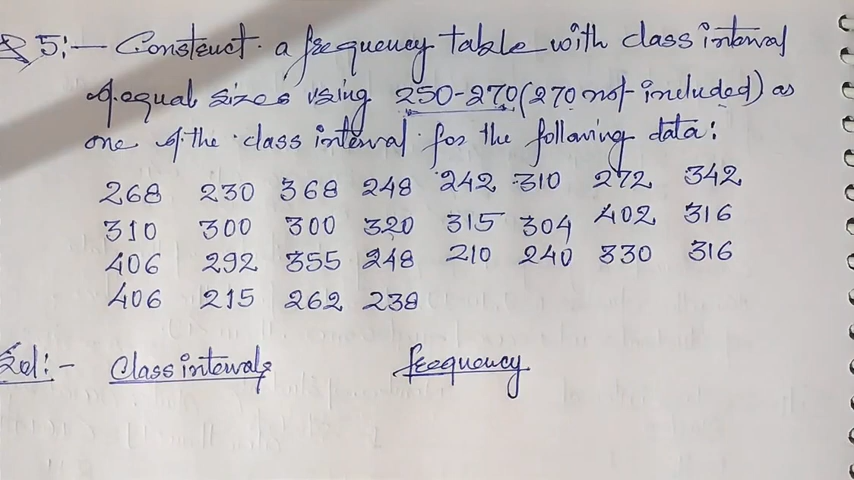 Q 5:- Construct a frequency table with class interval
of equal sizes using 250-270 (270 not included) as
one of the class interval for the following data:
268 230 368 248 242 310 272 342
310 300 300 320 315 304 402 316
406 292 355 248 210 240 330 316
406 215 262 238
Sol:- Class intervals frequency